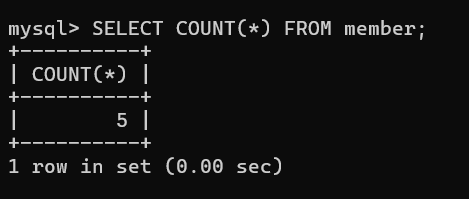 mysql> SELECT COUNT(*) FROM member;
+----------+
| COUNT(*) |
+----------+
|        5 |
+----------+
1 row in set (0.00 sec)